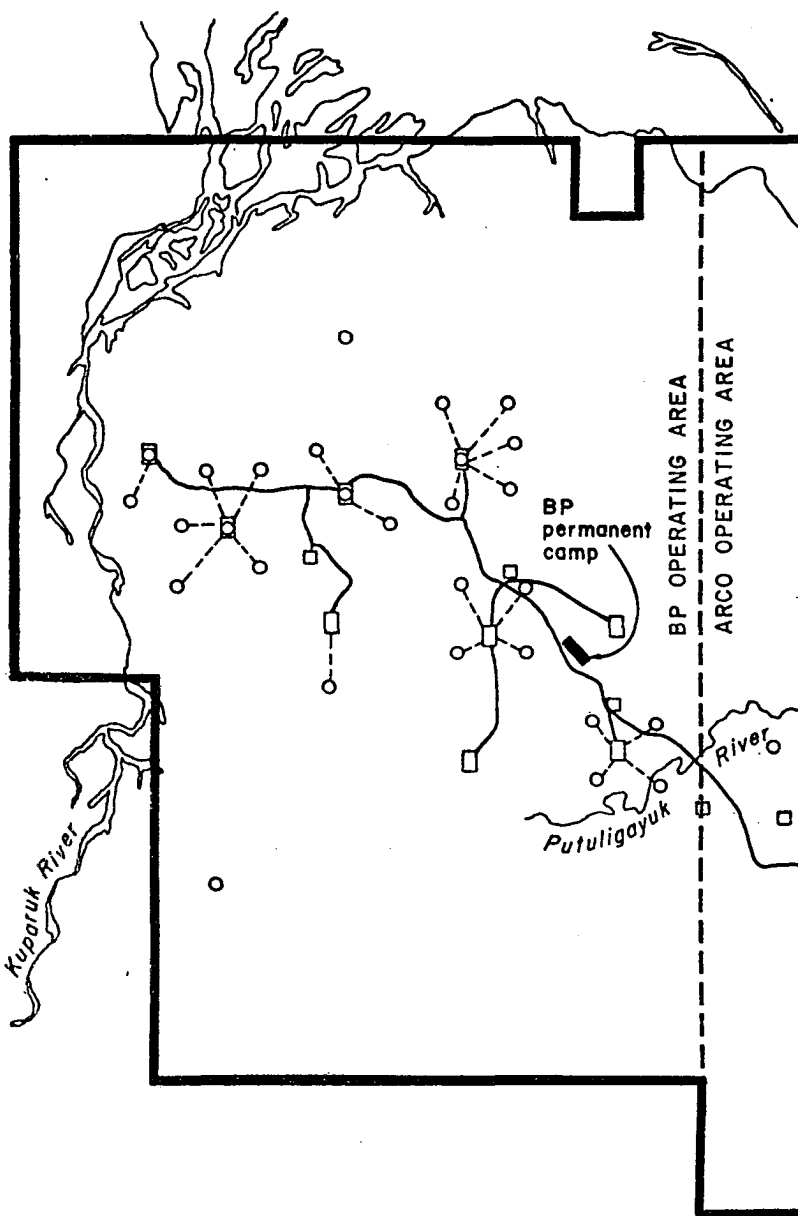 BP OPERATING AREA
ARCO OPERATING AREA
BP
permanent
camp
River
Putuligayuk
Kuparuk River